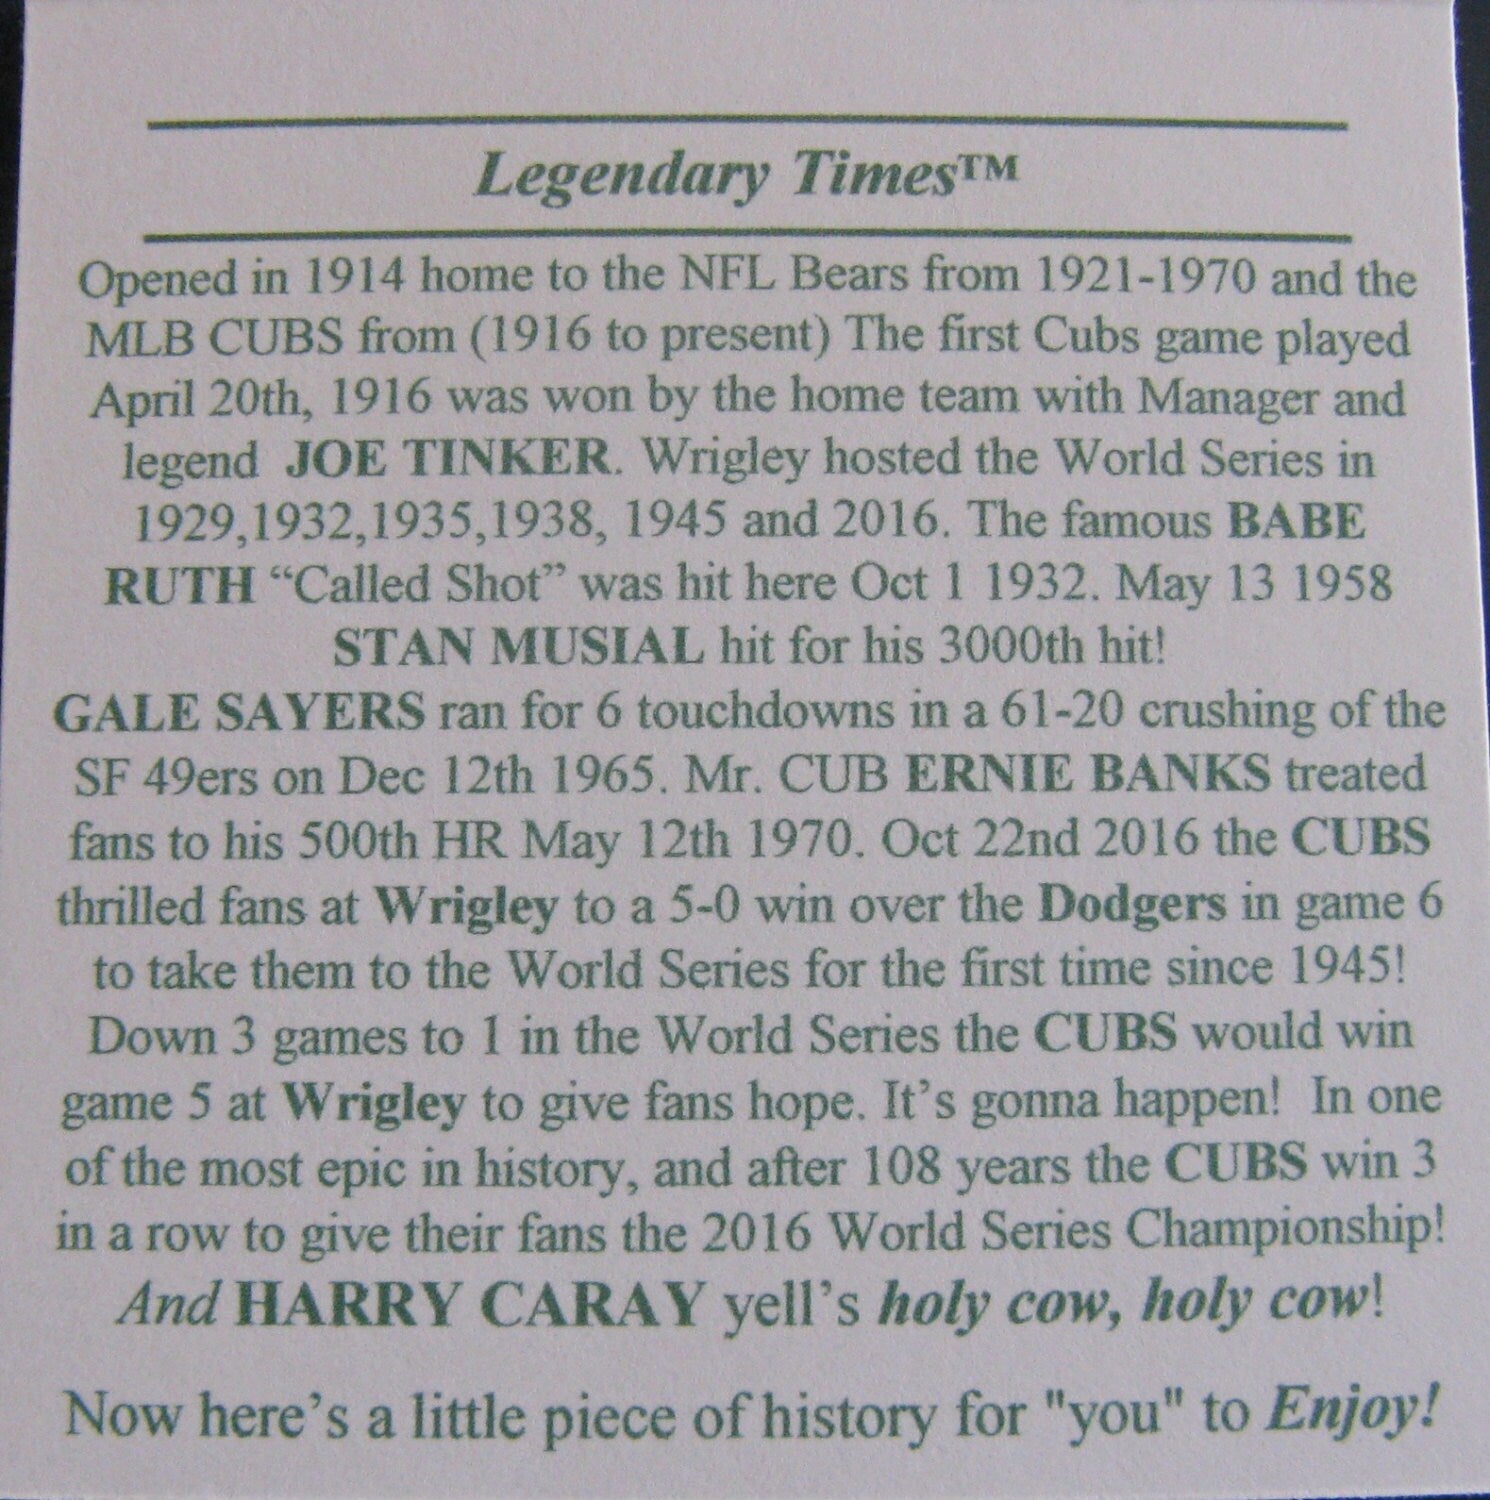 Legendary Times™
Opened in 1914 home to the NFL Bears from 1921-1970 and the
MLB CUBS from (1916 to present) The first Cubs game played
April 20th, 1916 was won by the home team with Manager and
legend JOE TINKER. Wrigley hosted the World Series in
1929,1932,1935,1938, 1945 and 2016. The famous BABE
RUTH “Called Shot” was hit here Oct 1 1932. May 13 1958
STAN MUSIAL hit for his 3000th hit!
GALE SAYERS ran for 6 touchdowns in a 61-20 crushing of the
SF 49ers on Dec 12th 1965. Mr. CUB ERNIE BANKS treated
fans to his 500th HR May 12th 1970. Oct 22nd 2016 the CUBS
thrilled fans at Wrigley to a 5-0 win over the Dodgers in game 6
to take them to the World Series for the first time since 1945!
Down 3 games to 1 in the World Series the CUBS would win
game 5 at Wrigley to give fans hope. It’s gonna happen! In one
of the most epic in history, and after 108 years the CUBS win 3
in a row to give their fans the 2016 World Series Championship!
And HARRY CARAY yell’s holy cow, holy cow!
Now here’s a little piece of history for "you" to Enjoy!